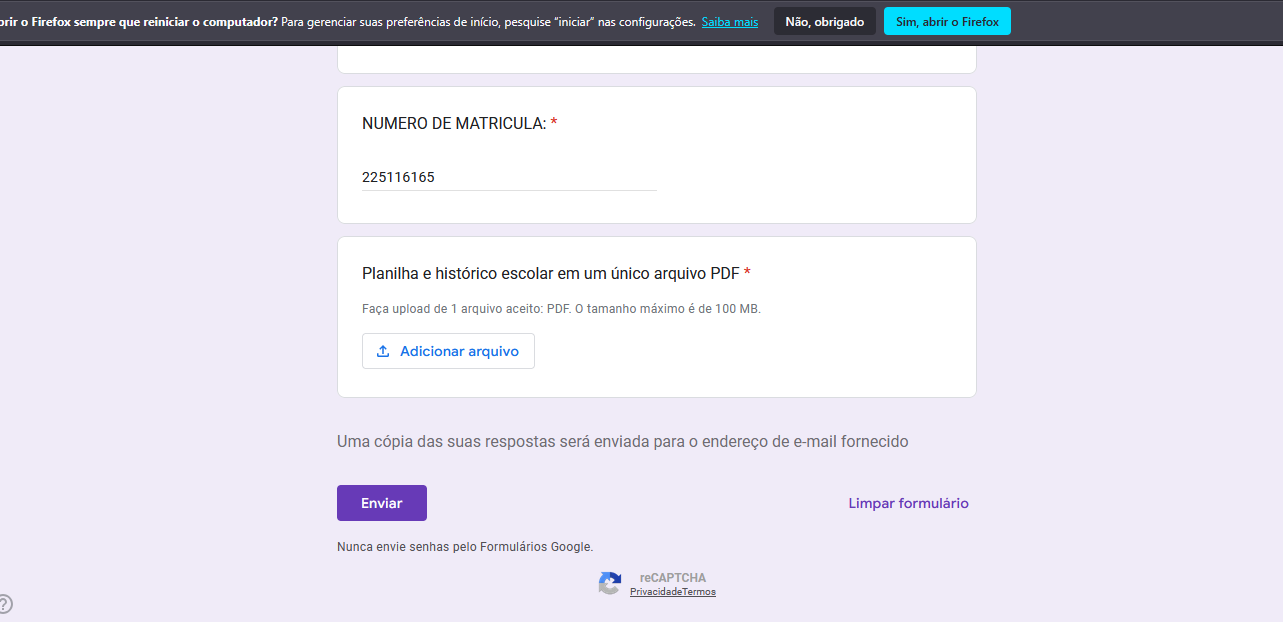 brir o Firefox sempre que reiniciar o computador? Para gerenciar suas preferências de início, pesquise “iniciar” nas configurações. Saiba mais Não, obrigado Sim, abrir o Firefox
NUMERO DE MATRICULA: *
225116165
Planilha e histórico escolar em um único arquivo PDF *
Faça upload de 1 arquivo aceito: PDF. O tamanho máximo é de 100 MB.
Adicionar arquivo
Uma cópia das suas respostas será enviada para o endereço de e-mail fornecido
Enviar Limpar formulário
Nunca envie senhas pelo Formulários Google.
reCAPTCHA
PrivacidadeTermos
?